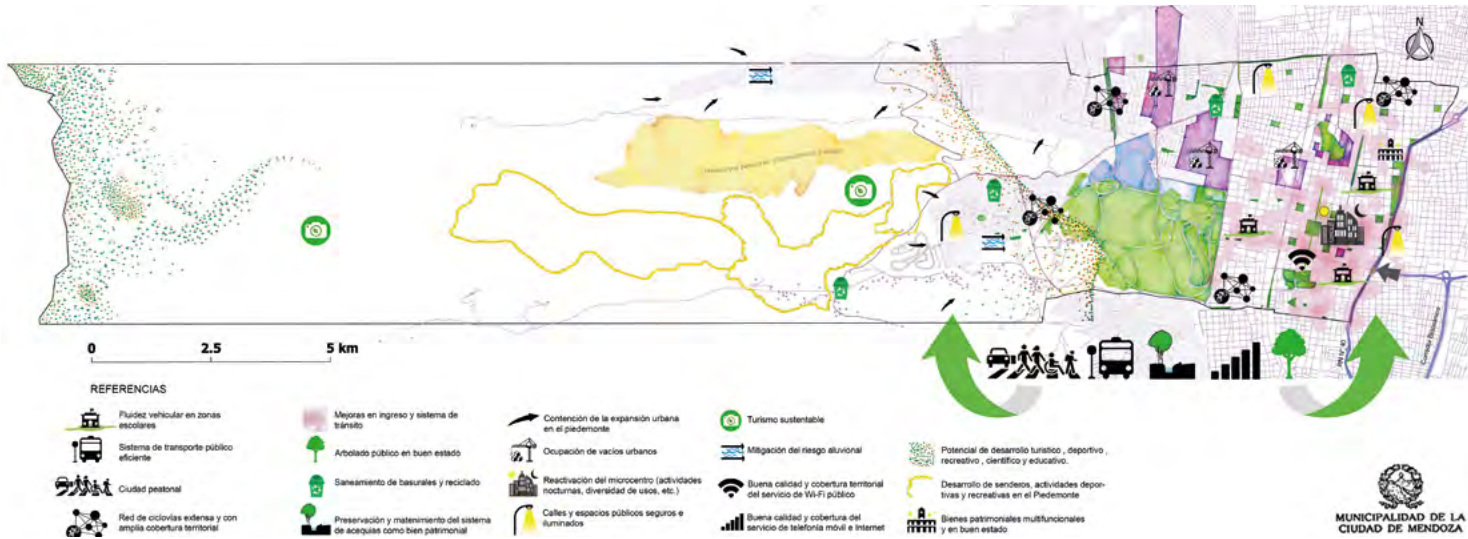 N
RN N° 40
0 2.5 5 km
REFERENCIAS
Fluidez vehicular en zonas
escolares
Sistema de transporte público
eficiente
Ciudad peatonal
Red de ciclovías extensa y con
amplia cobertura territorial
Mejoras en ingreso y sistema de
tránsito
Arbolado público en buen estado
Saneamiento de basurales y reciclado
Preservación y matenimiento del sistema
de acequias como bien patrimonial
Contención de la expansión urbana
en el piedemonte
Ocupación de vacíos urbanos
Reactivación del microcentro (actividades
nocturnas, diversidad de usos, etc.)
Calles y espacios públicos seguros e
iluminados
Turismo sustentable
Mitigación del riesgo aluvional
Buena calidad y cobertura territorial
del servicio de Wi-Fi público
Buena calidad y cobertura del
servicio de telefonía móvil e Internet
Potencial de desarrollo turístico , deportivo ,
recreativo , científico y educativo.
Desarrollo de senderos, actividades depor-
tivas y recreativas en el Piedemonte
Bienes patrimoniales multifuncionales
y en buen estado
MUNICIPALIDAD DE LA
CIUDAD DE MENDOZA